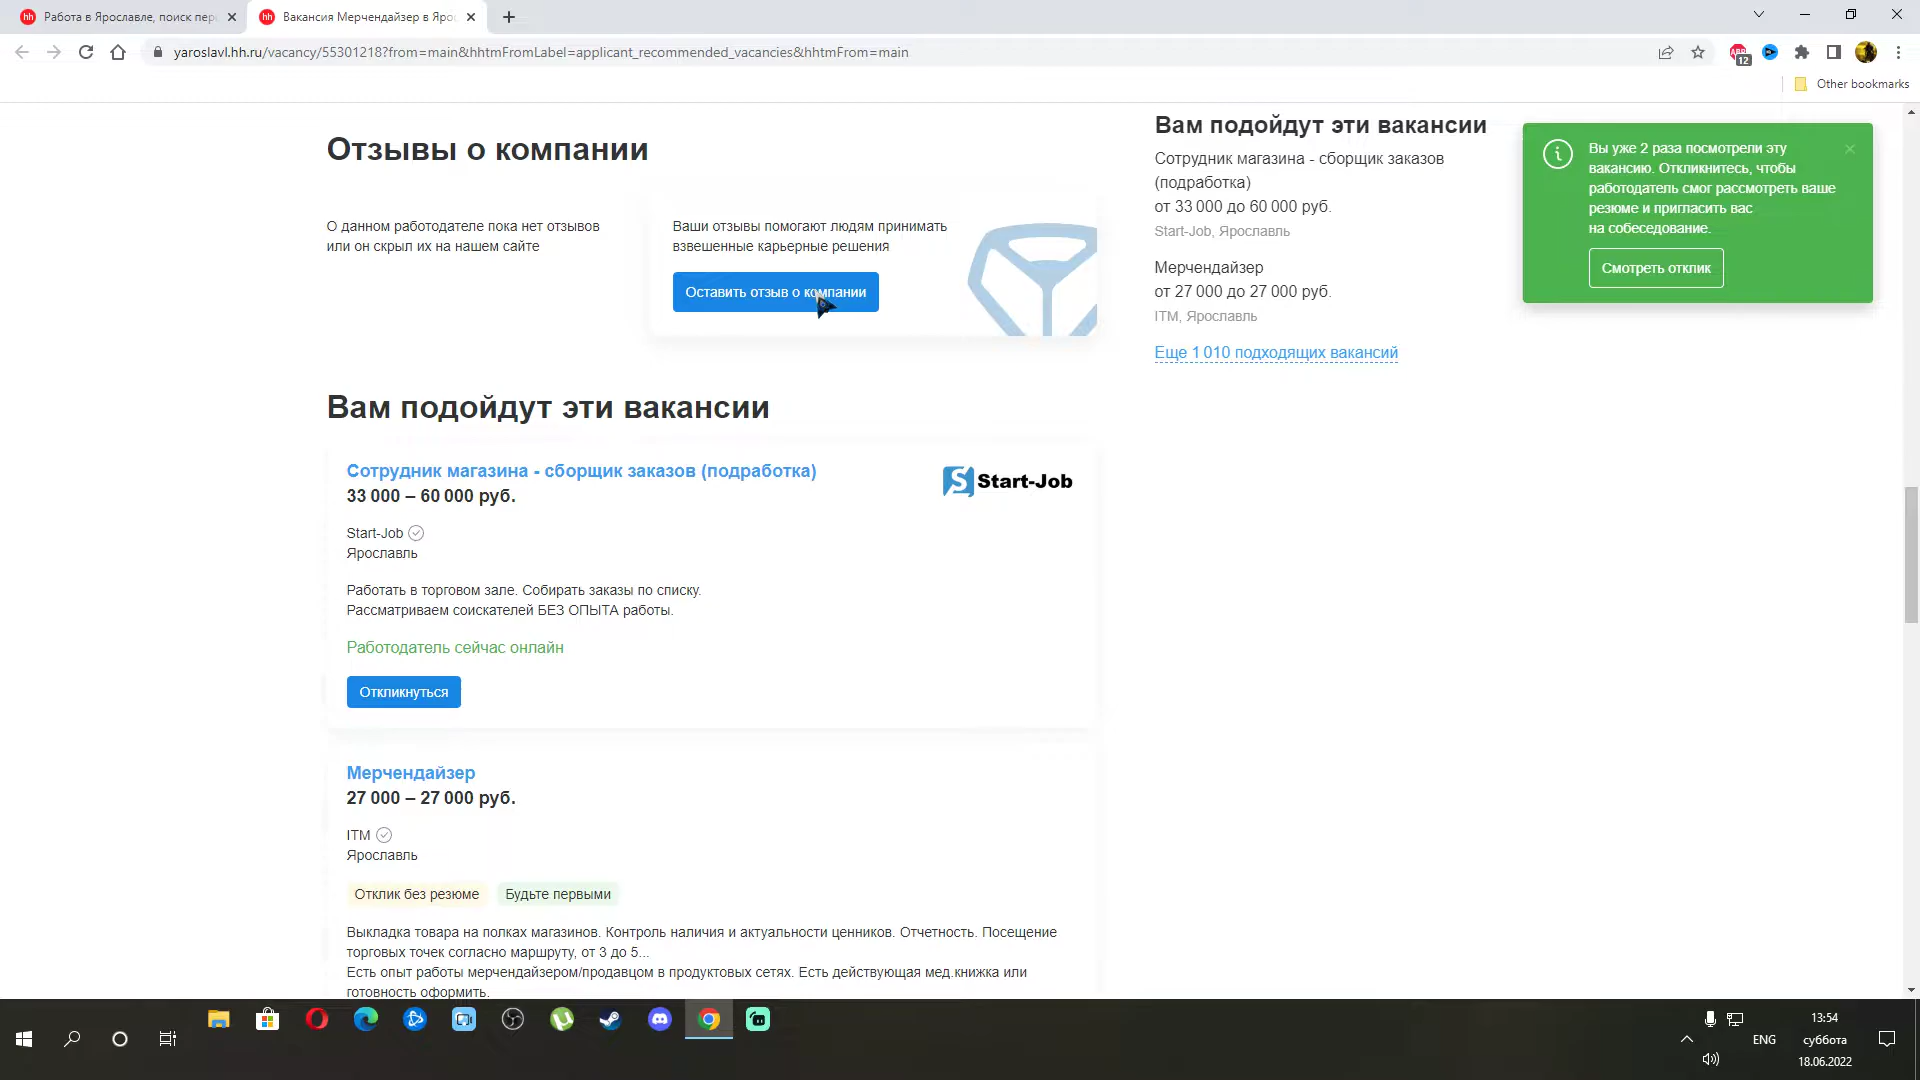 Работа в Ярославле, поиск пер
Вакансия Мерчендайзер в Яро
yaroslavl.hh.ru/vacancy/55301218?from=main&hhtmFromLabel=applicant_recommended_vacancies&hhtmFrom=main
12
Other bookmarks
Отзывы о компании
О данном работодателе пока нет отзывов
или он скрыл их на нашем сайте
Ваши отзывы помогают людям принимать
взвешенные карьерные решения
Оставить отзыв о компании
Вам подойдут эти вакансии
Сотрудник магазина - сборщик заказов
(подработка)
от 33 000 до 60 000 руб.
Start-Job, Ярославль
Мерчендайзер
от 27 000 до 27 000 руб.
ITM, Ярославль
Еще 1 010 подходящих вакансий
Вы уже 2 раза посмотрели эту
вакансию. Откликнитесь, чтобы
работодатель смог рассмотреть ваше
резюме и пригласить вас
на собеседование.
Смотреть отклик
Вам подойдут эти вакансии
Сотрудник магазина - сборщик заказов (подработка)
33 000 – 60 000 руб.
Start-Job
Start-Job
Ярославль
Работать в торговом зале. Собирать заказы по списку.
Рассматриваем соискателей БЕЗ ОПЫТА работы.
Работодатель сейчас онлайн
Откликнуться
Мерчендайзер
27 000 – 27 000 руб.
ITM
Ярославль
Отклик без резюме
Будьте первыми
Выкладка товара на полках магазинов. Контроль наличия и актуальности ценников. Отчетность. Посещение
торговых точек согласно маршруту, от 3 до 5...
Есть опыт работы мерчендайзером/продавцом в продуктовых сетях. Есть действующая мед.книжка или
готовность оформить.
ENG
13:54
суббота
18.06.2022